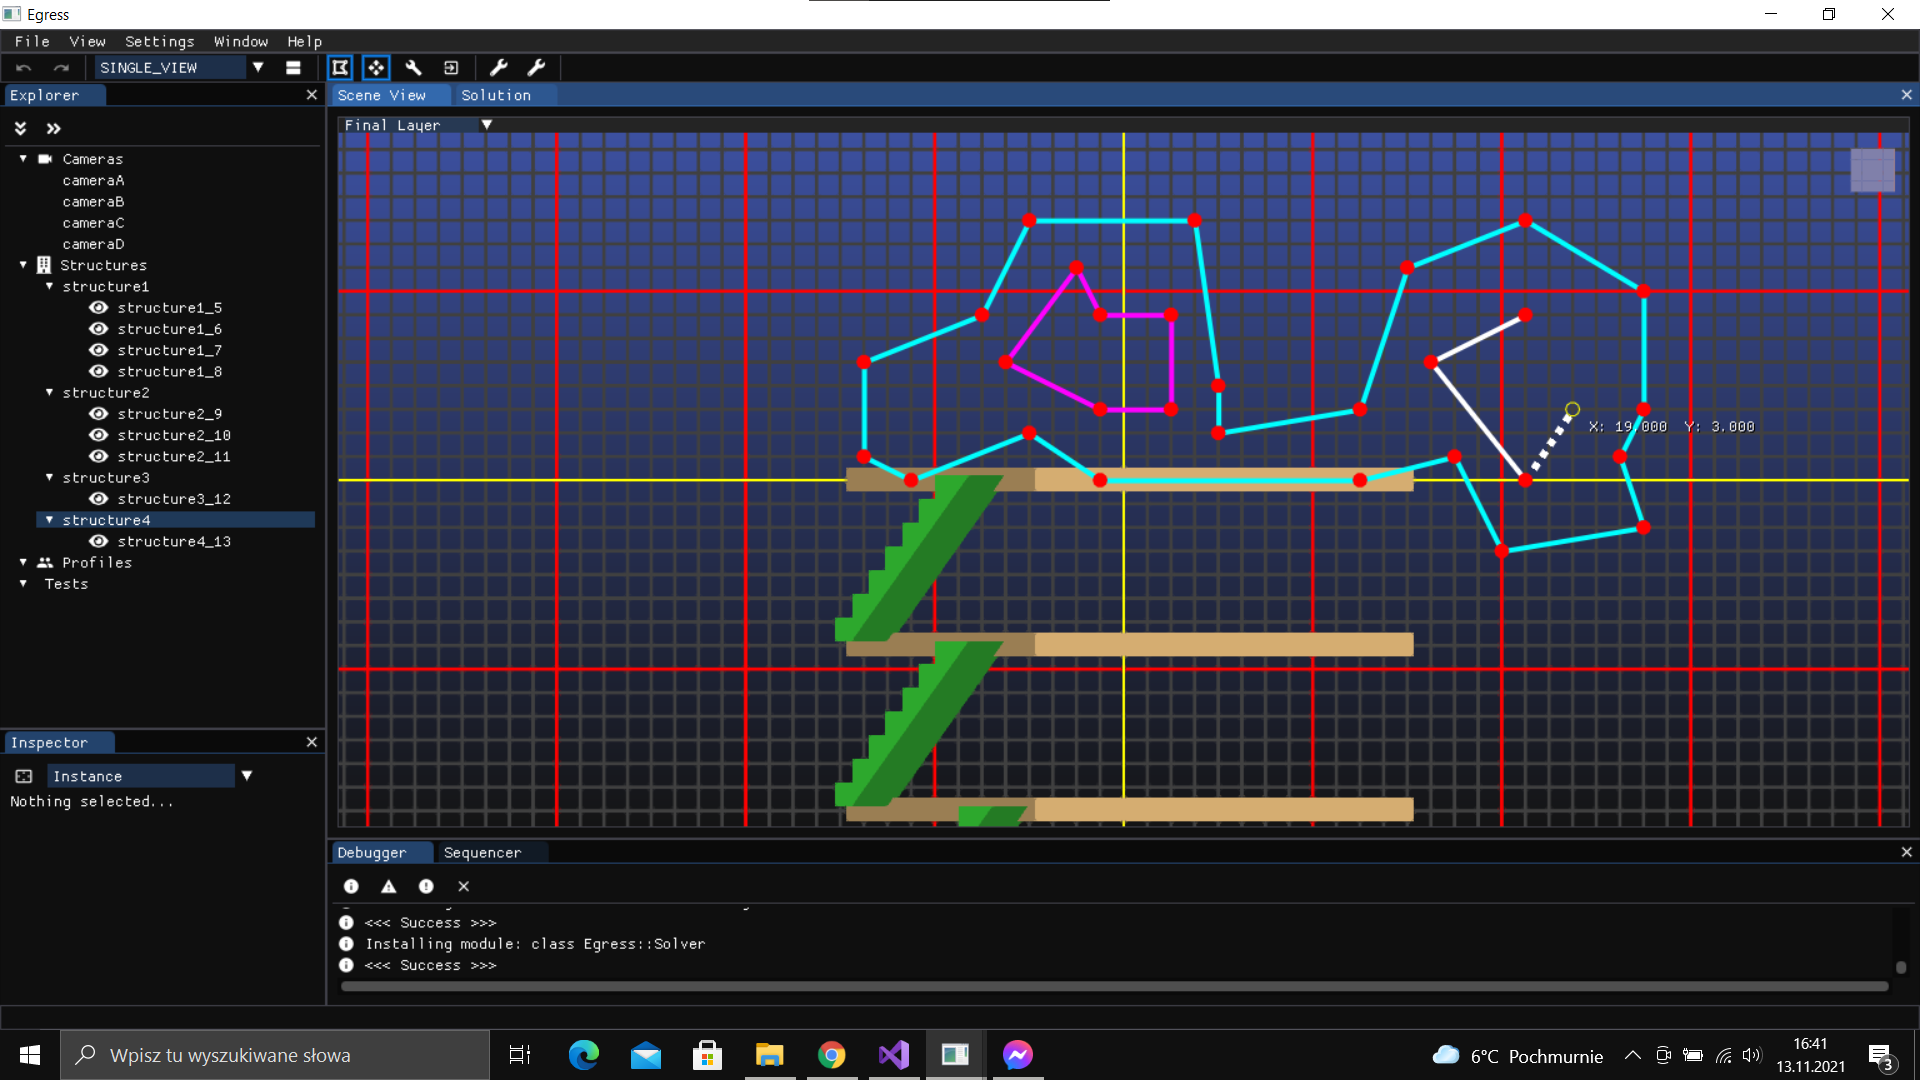 Egress
File View Settings Window Help
SINGLE_VIEW
Explorer
Scene View Solution
Final Layer
Cameras
cameraA
cameraB
cameraC
cameraD
Structures
structure1
structure1_5
structure1_6
structure1_7
structure1_8
structure2
structure2_9
structure2_10
structure2_11
structure3
structure3_12
structure4
structure4_13
Profiles
Tests
X: 19.000 Y: 3.000
Inspector
Instance
Nothing selected...
Debugger Sequencer
<<< Success >>>
Installing module: class Egress::Solver
<<< Success >>>
Wpisz tu wyszukiwane słowa
6°C Pochmurnie
16:41
13.11.2021
3